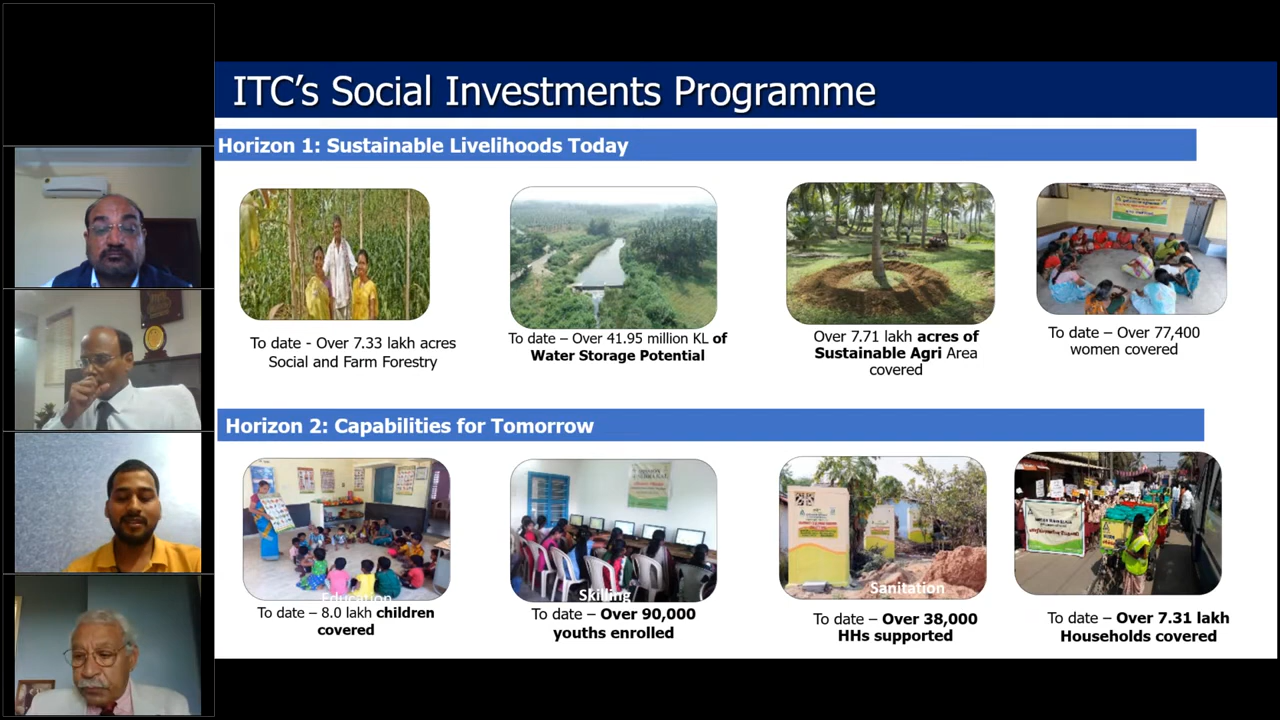 ITC's Social Investments Programme
Horizon 1: Sustainable Livelihoods Today
To date - Over 7.33 lakh acres
Social and Farm Forestry
To date – Over 41.95 million KL of
Water Storage Potential
Over 7.71 lakh acres of
Sustainable Agri Area
covered
To date – Over 77,400
women covered
Horizon 2: Capabilities for Tomorrow
Education
To date – 8.0 lakh children
covered
Skilling
To date – Over 90,000
youths enrolled
Sanitation
To date – Over 38,000
HHs supported
To date – Over 7.31 lakh
Households covered